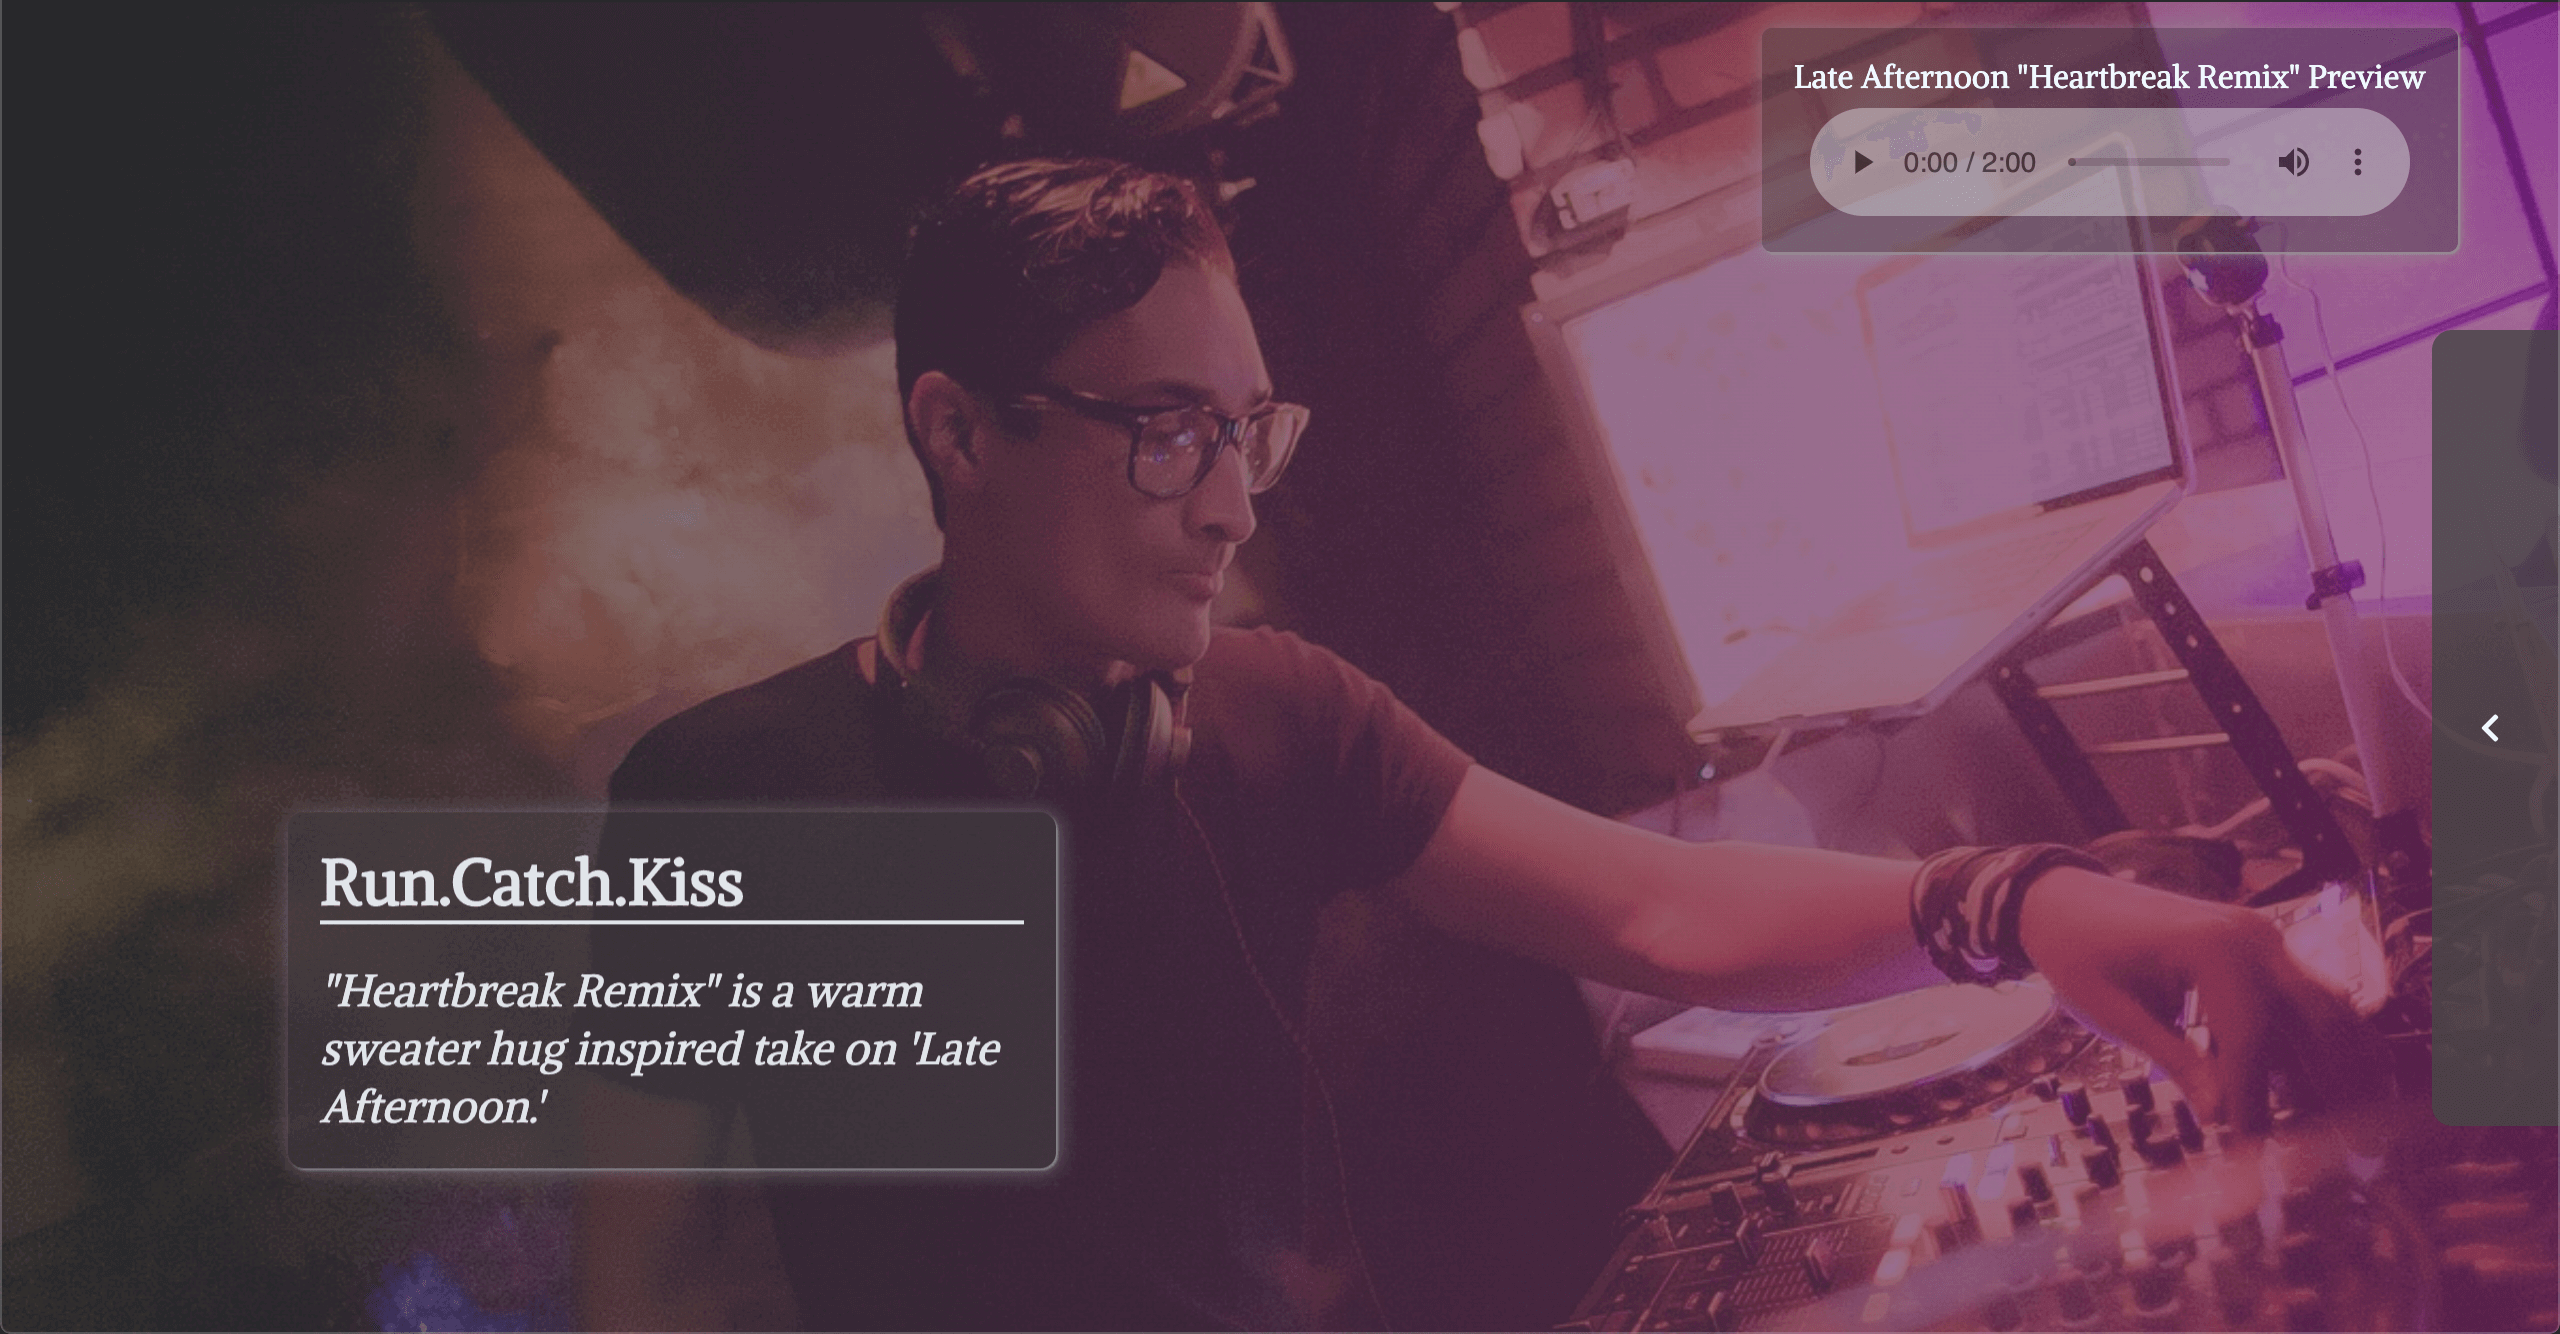 Late Afternoon "Heartbreak Remix" Preview
0:00 / 2:00
Run.Catch.Kiss
"Heartbreak Remix" is a warm
sweater hug inspired take on 'Late
Afternoon.'